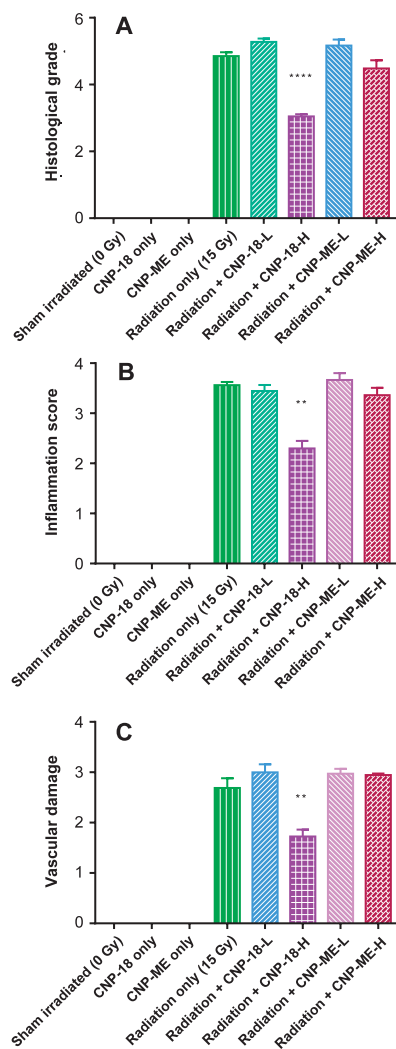 A
Histological grade
6
4
2
0
****
Sham irradiated (0 Gy)
CNP-18 only
CNP-ME only
Radiation only (15 Gy)
Radiation + CNP-18-L
Radiation + CNP-18-H
Radiation + CNP-ME-L
Radiation + CNP-ME-H
B
Inflammation score
4
3
2
1
0
**
Sham irradiated (0 Gy)
CNP-18 only
CNP-ME only
Radiation only (15 Gy)
Radiation + CNP-18-L
Radiation + CNP-18-H
Radiation + CNP-ME-L
Radiation + CNP-ME-H
C
Vascular damage
4
3
2
1
0
**
Sham irradiated (0 Gy)
CNP-18 only
CNP-ME only
Radiation only (15 Gy)
Radiation + CNP-18-L
Radiation + CNP-18-H
Radiation + CNP-ME-L
Radiation + CNP-ME-H